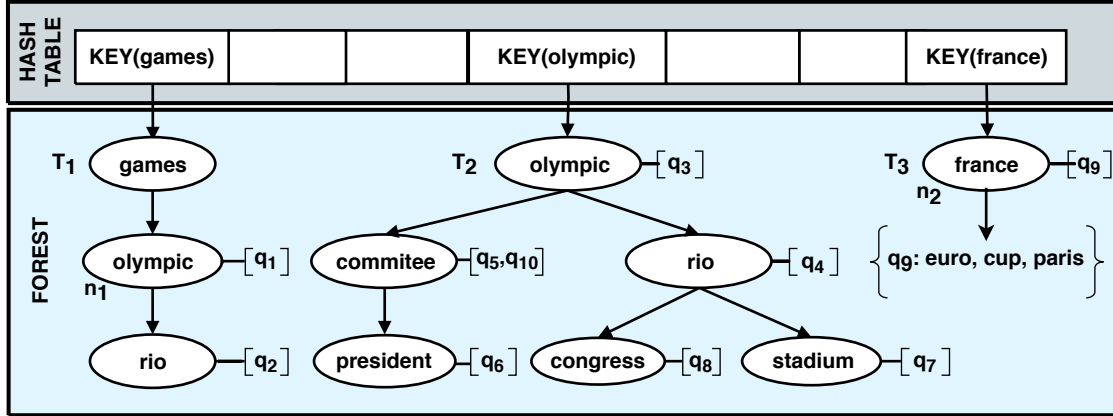 HASH TABLE
KEY(games) KEY(olympic) KEY(france)
FOREST
T1 games T2 olympic [q3] T3 france [q9]
n2
olympic [q1] commitee [q5,q10] rio [q4] {q9: euro, cup, paris}
n1
rio [q2] president [q6] congress [q8] stadium [q7]